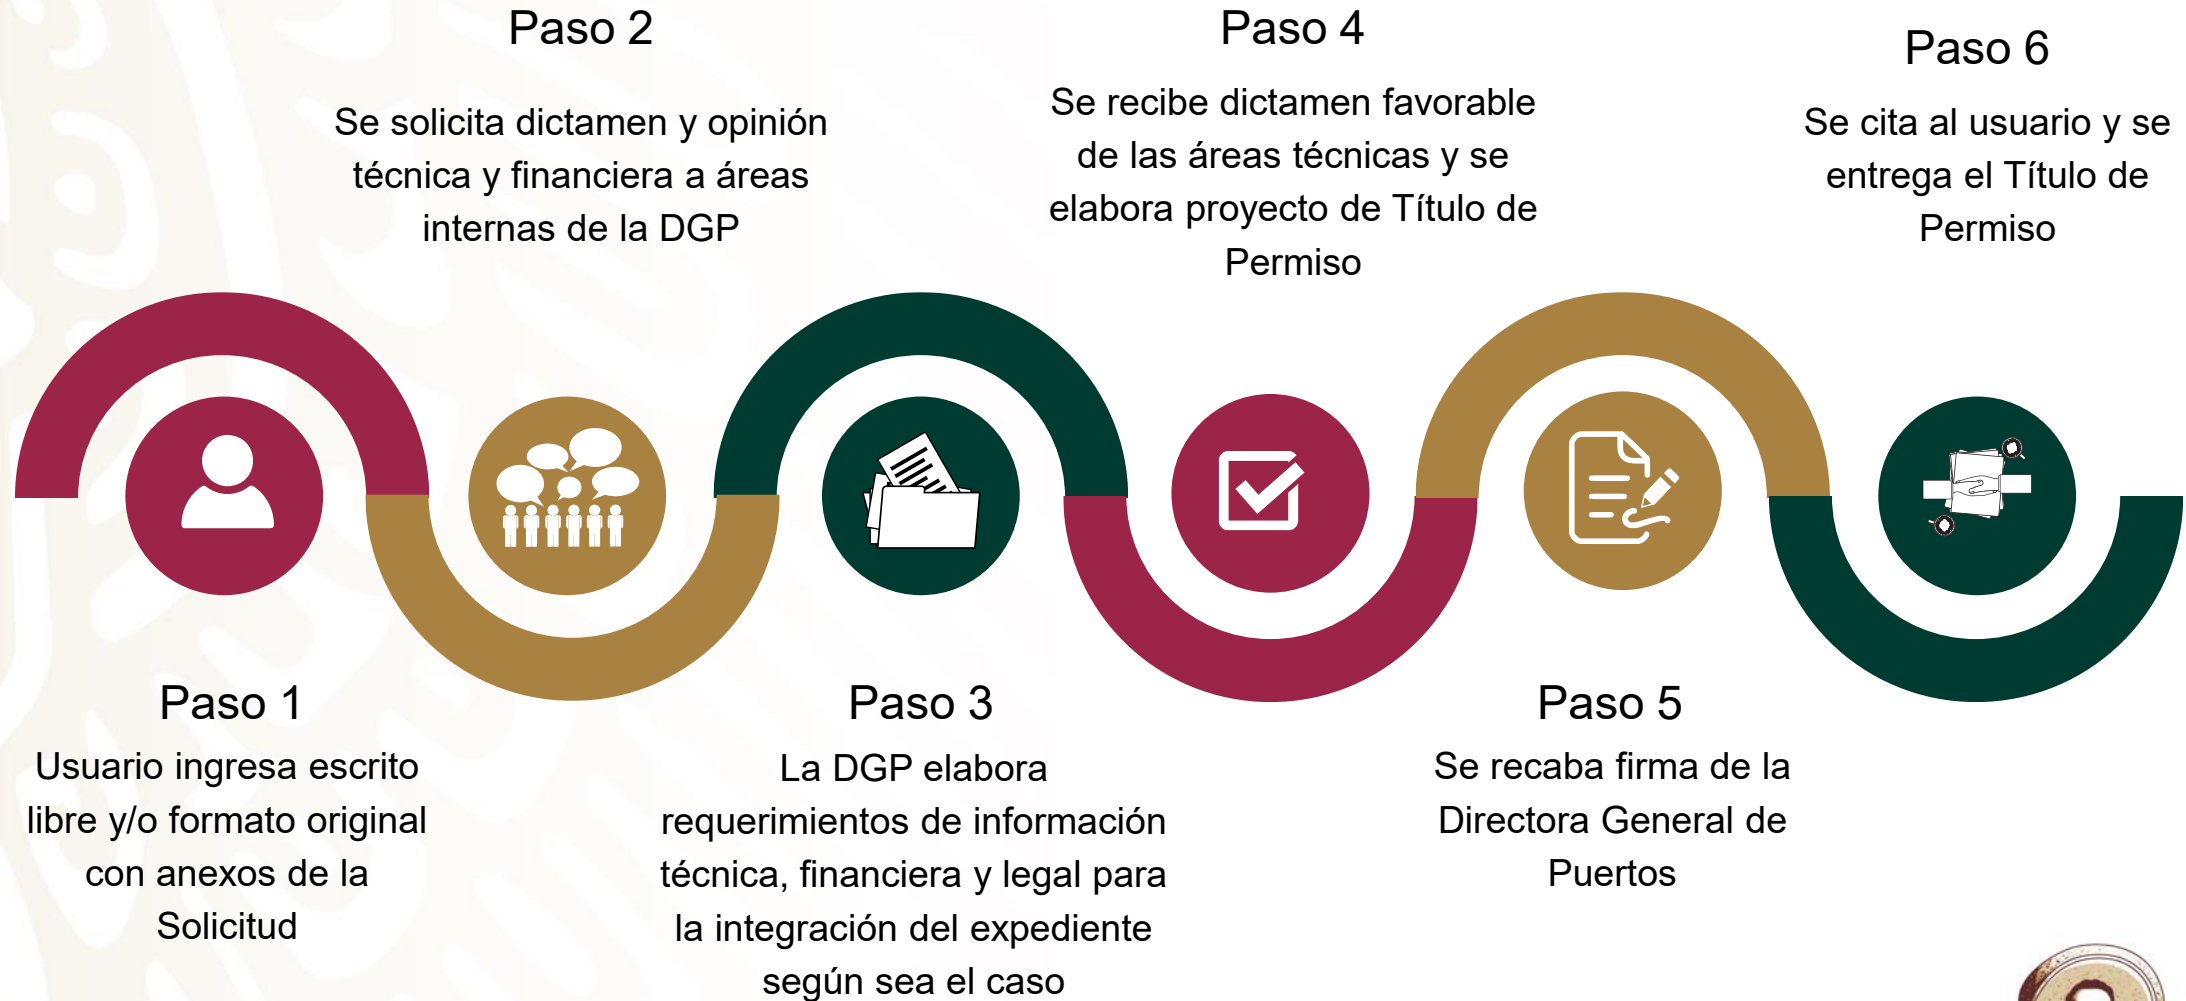 Paso 1
Usuario ingresa escrito
libre y/o formato original
con anexos de la
Solicitud
Paso 2
Se solicita dictamen y opinión
técnica y financiera a áreas
internas de la DGP
Paso 3
La DGP elabora
requerimientos de información
técnica, financiera y legal para
la integración del expediente
según sea el caso
Paso 4
Se recibe dictamen favorable
de las áreas técnicas y se
elabora proyecto de Título de
Permiso
Paso 5
Se recaba firma de la
Directora General de
Puertos
Paso 6
Se cita al usuario y se
entrega el Título de
Permiso